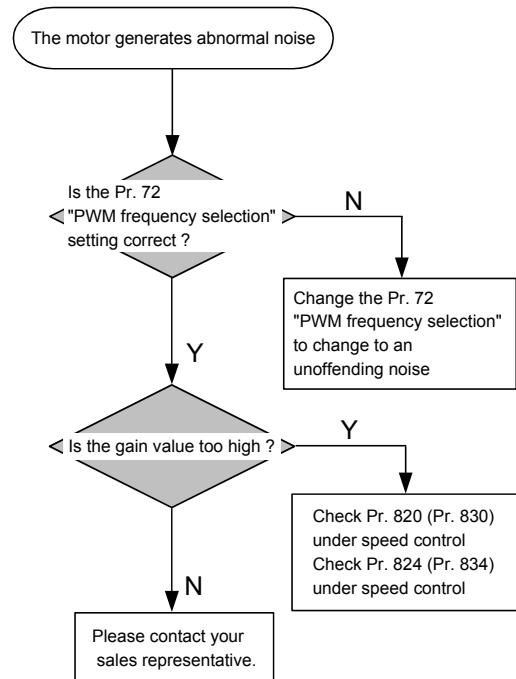 The motor generates abnormal noise
Is the Pr. 72
"PWM frequency selection"
setting correct ?
N
Change the Pr. 72
"PWM frequency selection"
to change to an
unoffending noise
Y
Is the gain value too high ?
Y
Check Pr. 820 (Pr. 830)
under speed control
Check Pr. 824 (Pr. 834)
under speed control
N
Please contact your
sales representative.